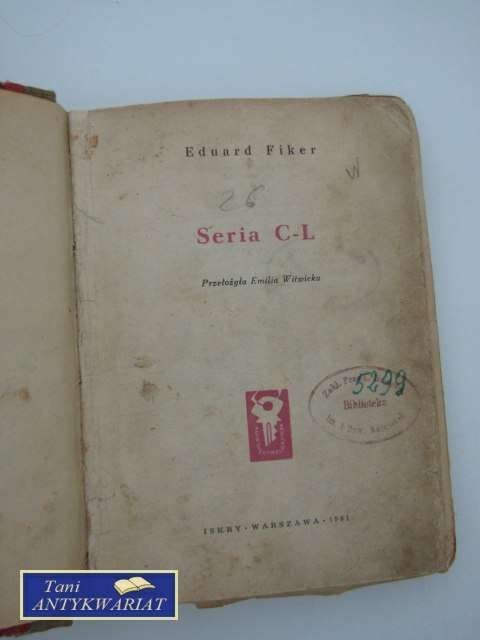 Eduard Fiker
26
W
Seria C-L
Przełożyła Emilia Witwicka
5299
Biblioteka
ISKRY · WARSZAWA · 1961
Tani
ANTYKWARIAT